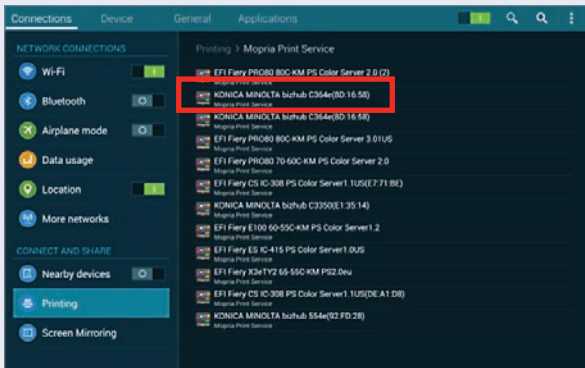 Connections Device General Applications
NETWORK CONNECTIONS
Wi-Fi
Bluetooth
Airplane mode
Data usage
Location
More networks
CONNECT AND SHARE
Nearby devices
Printing
Screen Mirroring
Printing > Mopria Print Service
EFI Fiery PRO80 80C-KM PS Color Server 2.0 (2)
Mopria Print Service
KONICA MINOLTA bizhub C364e(8D:16:58)
Mopria Print Service
KONICA MINOLTA bizhub C364e(8D:16:58)
Mopria Print Service
EFI Fiery PRO80 80C-KM PS Color Server 3.01US
Mopria Print Service
EFI Fiery PRO80 70-60C-KM PS Color Server 2.0
Mopria Print Service
EFI Fiery CS IC-308 PS Color Server1.1US(E7:71:BE)
Mopria Print Service
KONICA MINOLTA bizhub C3350(E1:35:14)
Mopria Print Service
EFI Fiery E100 60-55C-KM PS Color Server1.2
Mopria Print Service
EFI Fiery ES IC-415 PS Color Server1.0US
Mopria Print Service
EFI Fiery X3eTY2 65-55C-KM PS2.0eu
Mopria Print Service
EFI Fiery CS IC-308 PS Color Server1.1US(DE:A1:D8)
Mopria Print Service
KONICA MINOLTA bizhub 554e(92:FD:28)
Mopria Print Service